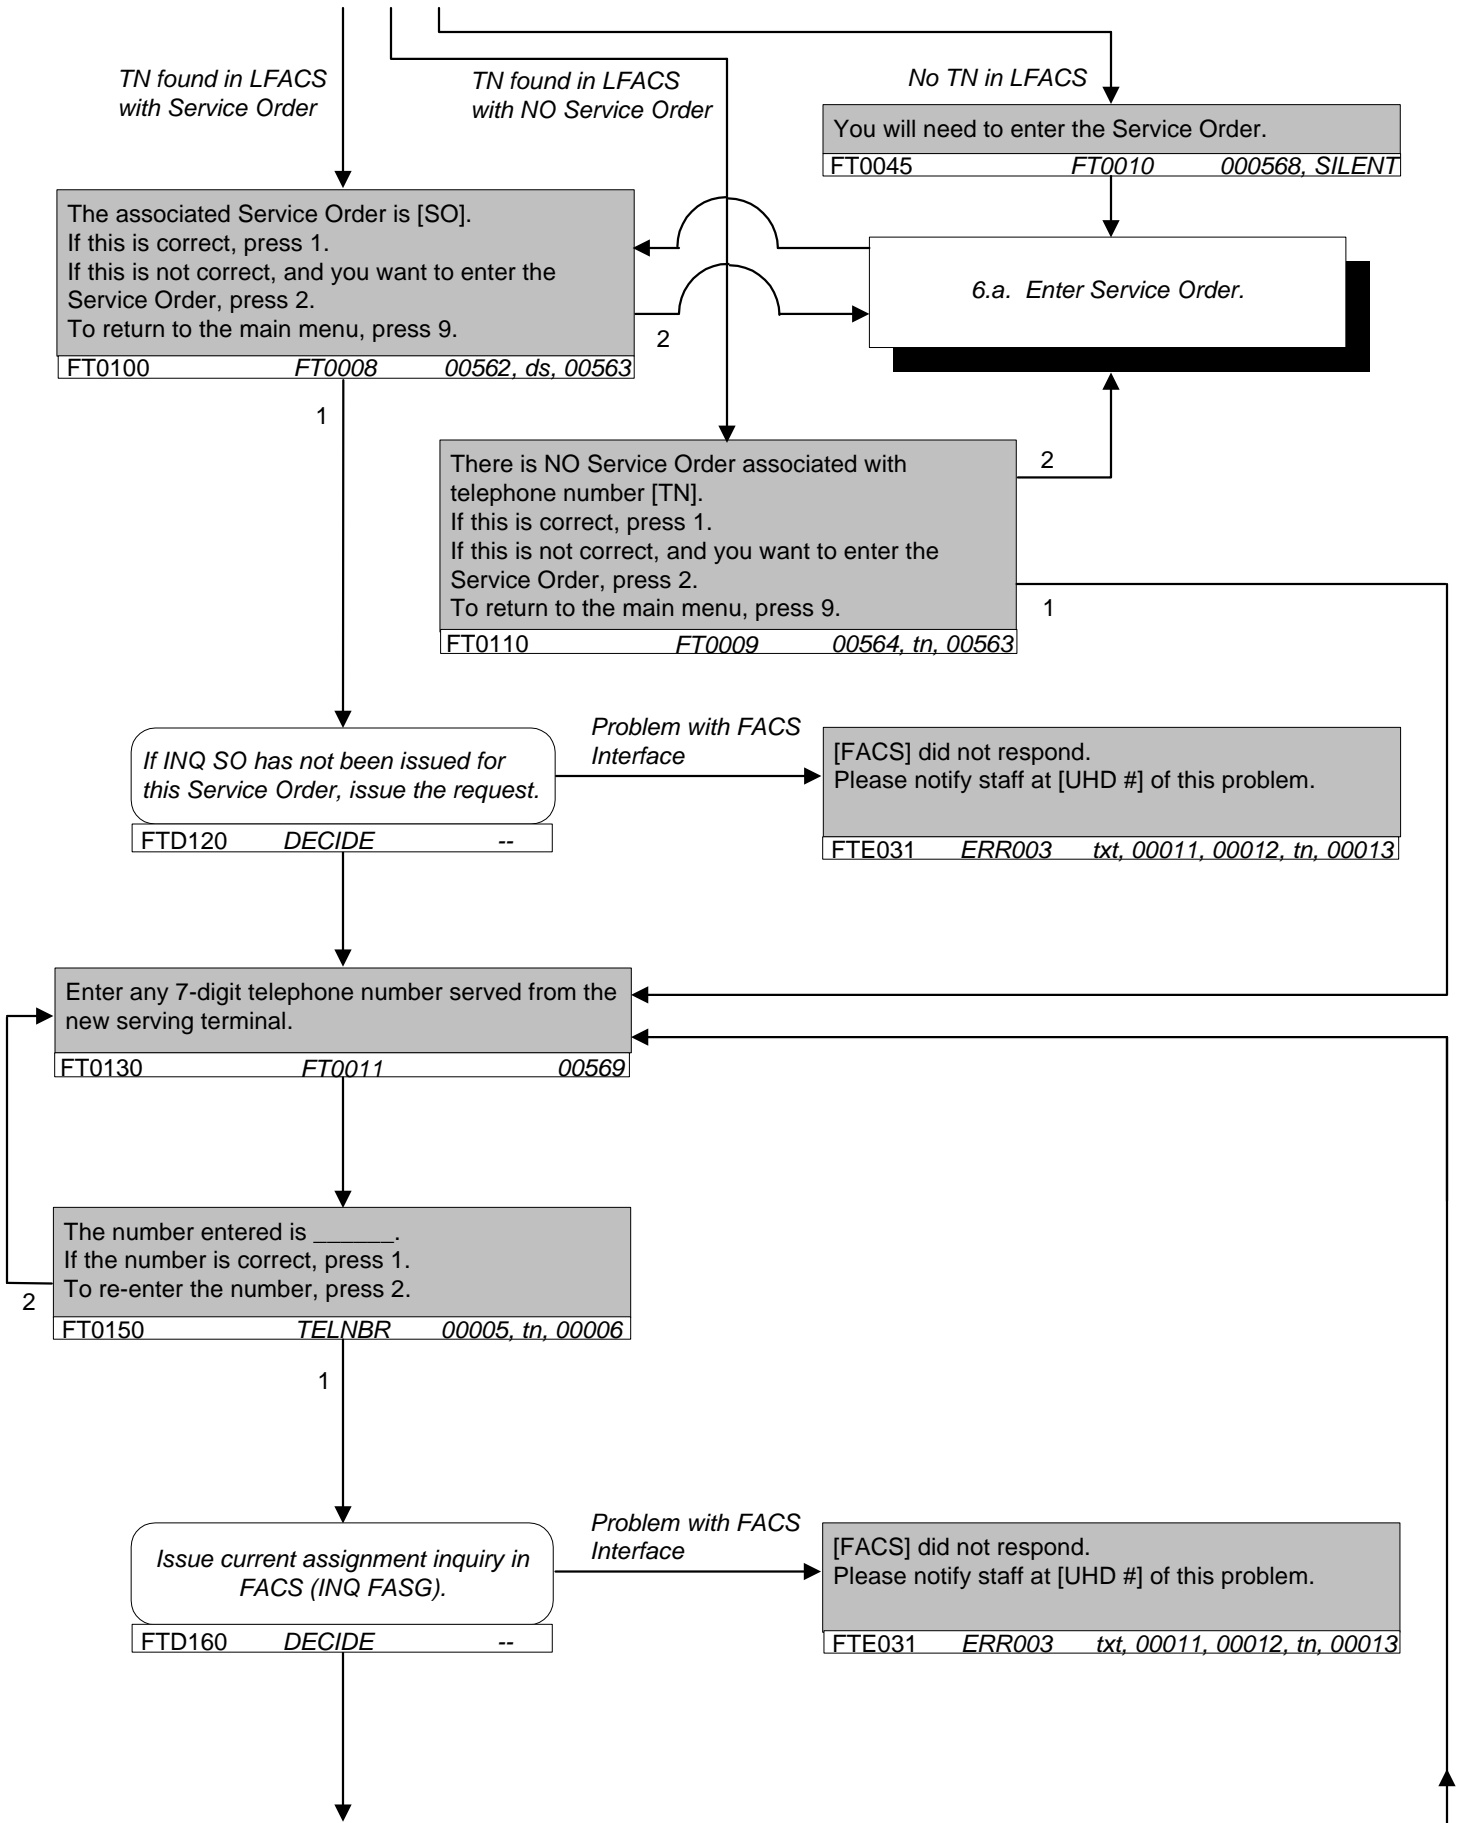 TN found in LFACS
with Service Order
TN found in LFACS
with NO Service Order
No TN in LFACS
You will need to enter the Service Order.
FT0045 FT0010 000568, SILENT
The associated Service Order is [SO].
If this is correct, press 1.
If this is not correct, and you want to enter the
Service Order, press 2.
To return to the main menu, press 9.
FT0100 FT0008 00562, ds, 00563
6.a. Enter Service Order.
2
1
There is NO Service Order associated with
telephone number [TN].
If this is correct, press 1.
If this is not correct, and you want to enter the
Service Order, press 2.
To return to the main menu, press 9.
FT0110 FT0009 00564, tn, 00563
2
1
If INQ SO has not been issued for
this Service Order, issue the request.
FTD120 DECIDE --
Problem with FACS
Interface
[FACS] did not respond.
Please notify staff at [UHD #] of this problem.
FTE031 ERR003 txt, 00011, 00012, tn, 00013
Enter any 7-digit telephone number served from the
new serving terminal.
FT0130 FT0011 00569
The number entered is ______.
If the number is correct, press 1.
To re-enter the number, press 2.
FT0150 TELNBR 00005, tn, 00006
2
1
Issue current assignment inquiry in
FACS (INQ FASG).
FTD160 DECIDE --
Problem with FACS
Interface
[FACS] did not respond.
Please notify staff at [UHD #] of this problem.
FTE031 ERR003 txt, 00011, 00012, tn, 00013